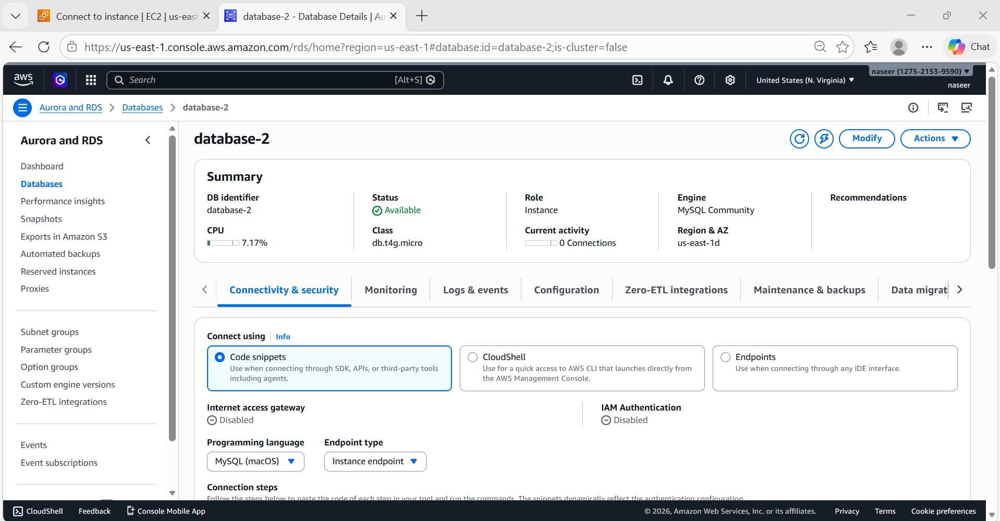 Connect to instance | EC2 | us-east
database-2 - Database Details | Au
https://us-east-1.console.aws.amazon.com/rds/home?region=us-east-1#database:id=database-2;is-cluster=false
Chat
aws
Search
[Alt+S]
United States (N. Virginia)
naseer (1275-2153-9590)
naseer
Aurora and RDS
Databases
database-2
Aurora and RDS
Dashboard
Databases
Performance insights
Snapshots
Exports in Amazon S3
Automated backups
Reserved instances
Proxies
Subnet groups
Parameter groups
Option groups
Custom engine versions
Zero-ETL integrations
Events
Event subscriptions
database-2
Modify
Actions
Summary
DB identifier
database-2
Status
Available
Role
Instance
Engine
MySQL Community
Recommendations
CPU
7.17%
Class
db.t4g.micro
Current activity
0 Connections
Region & AZ
us-east-1d
Connectivity & security
Monitoring
Logs & events
Configuration
Zero-ETL integrations
Maintenance & backups
Data migrat
Connect using
Info
Code snippets
Use when connecting through SDK, APIs, or third-party tools
including agents.
CloudShell
Use for a quick access to AWS CLI that launches directly from
the AWS Management Console.
Endpoints
Use when connecting through any IDE interface.
Internet access gateway
Disabled
IAM Authentication
Disabled
Programming language
MySQL (macOS)
Endpoint type
Instance endpoint
Connection steps
Follow the steps below to paste the code of each step in your tool and run the commands. The snippets dynamically reflect the authentication configuration.
CloudShell
Feedback
Console Mobile App
© 2026, Amazon Web Services, Inc. or its affiliates.
Privacy
Terms
Cookie preferences